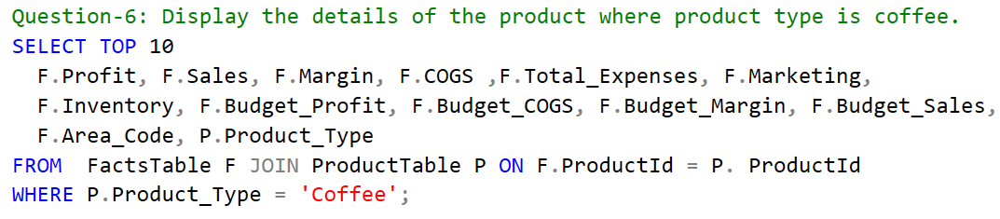 Question-6: Display the details of the product where product type is coffee.
SELECT TOP 10
F.Profit, F.Sales, F.Margin, F.COGS ,F.Total_Expenses, F.Marketing,
F.Inventory, F.Budget_Profit, F.Budget_COGS, F.Budget_Margin, F.Budget_Sales,
F.Area_Code, P.Product_Type
FROM  FactsTable F JOIN ProductTable P ON F.ProductId = P. ProductId
WHERE P.Product_Type = 'Coffee';